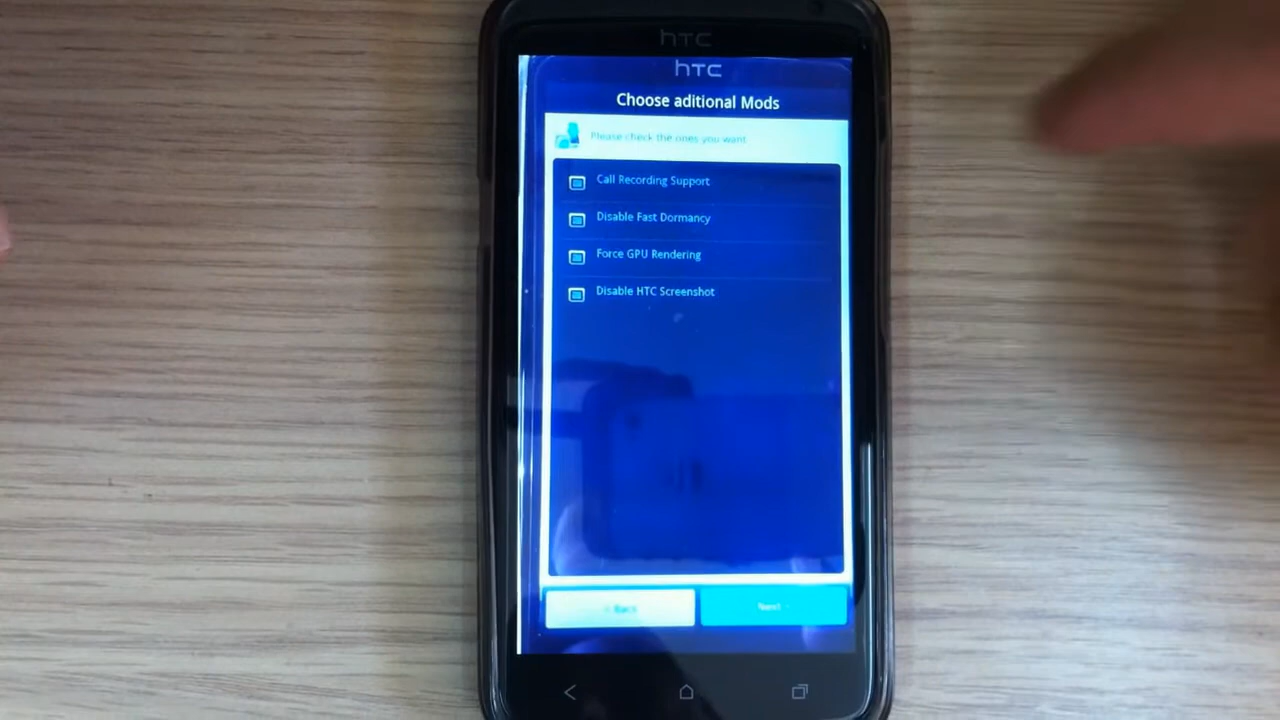 hTC
hTC
Choose aditional Mods
Please check the ones you want
Call Recording Support
Disable Fast Dormancy
Force GPU Rendering
Disable HTC Screenshot
< Back
Next >